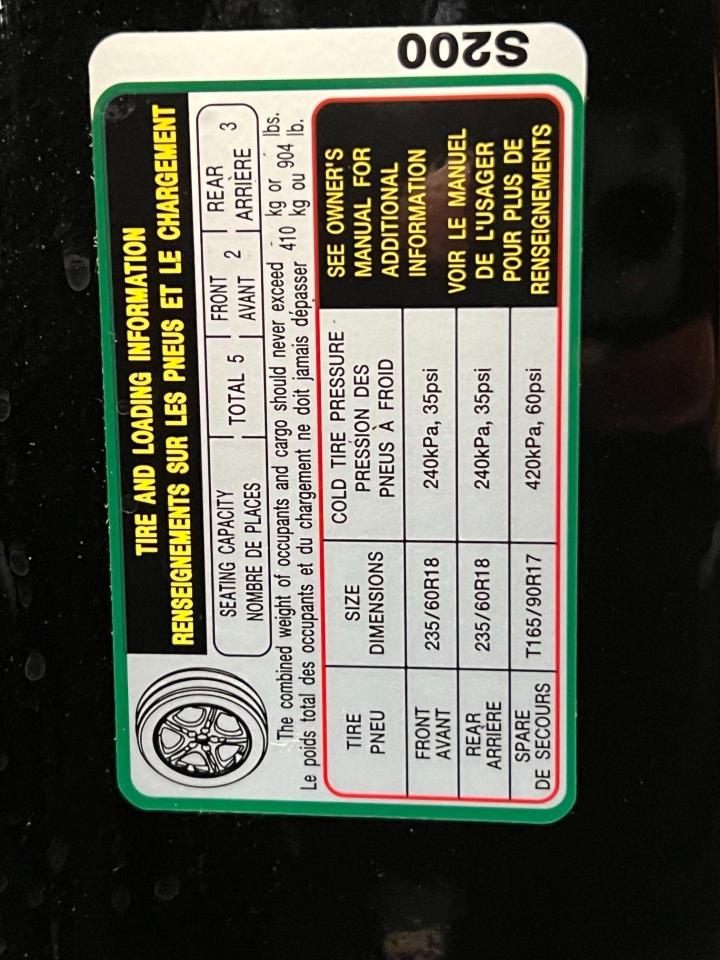 S200
TIRE AND LOADING INFORMATION
RENSEIGNEMENTS SUR LES PNEUS ET LE CHARGEMENT
SEATING CAPACITY
NOMBRE DE PLACES
TOTAL 5
FRONT
AVANT 2
REAR
ARRIÈRE 3
The combined weight of occupants and cargo should never exceed kg or lbs.
Le poids total des occupants et du chargement ne doit jamais dépasser 410 kg ou 904 lb.
TIRE
PNEU
SIZE
DIMENSIONS
COLD TIRE PRESSURE
PRESSION DES
PNEUS À FROID
SEE OWNER'S
MANUAL FOR
ADDITIONAL
INFORMATION
VOIR LE MANUEL
DE L'USAGER
POUR PLUS DE
RENSEIGNEMENTS
FRONT
AVANT
235/60R18
240kPa, 35psi
REAR
ARRIÈRE
235/60R18
240kPa, 35psi
SPARE
DE SECOURS
T165/90R17
420kPa, 60psi